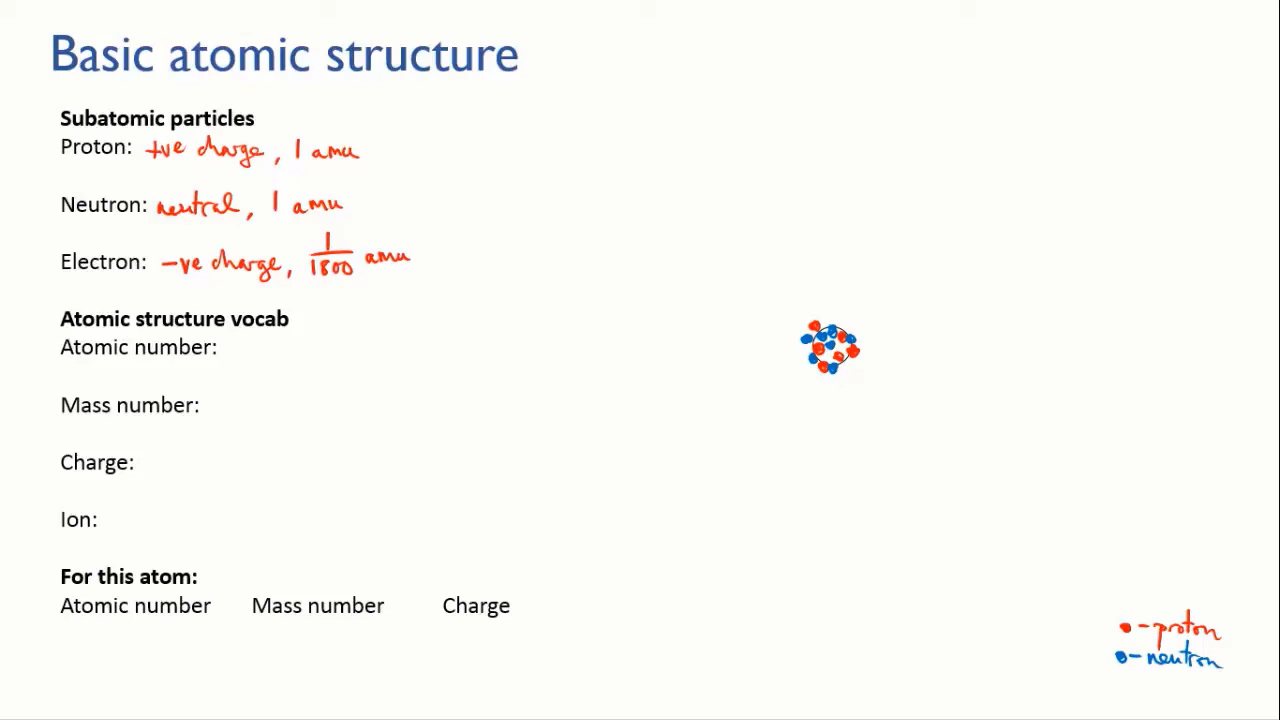 Basic atomic structure
Subatomic particles
Proton: +ve charge, 1 amu
Neutron: neutral, 1 amu
Electron: -ve charge, 1/1800 amu
Atomic structure vocab
Atomic number:
Mass number:
Charge:
Ion:
For this atom:
Atomic number Mass number Charge
- proton
- neutron